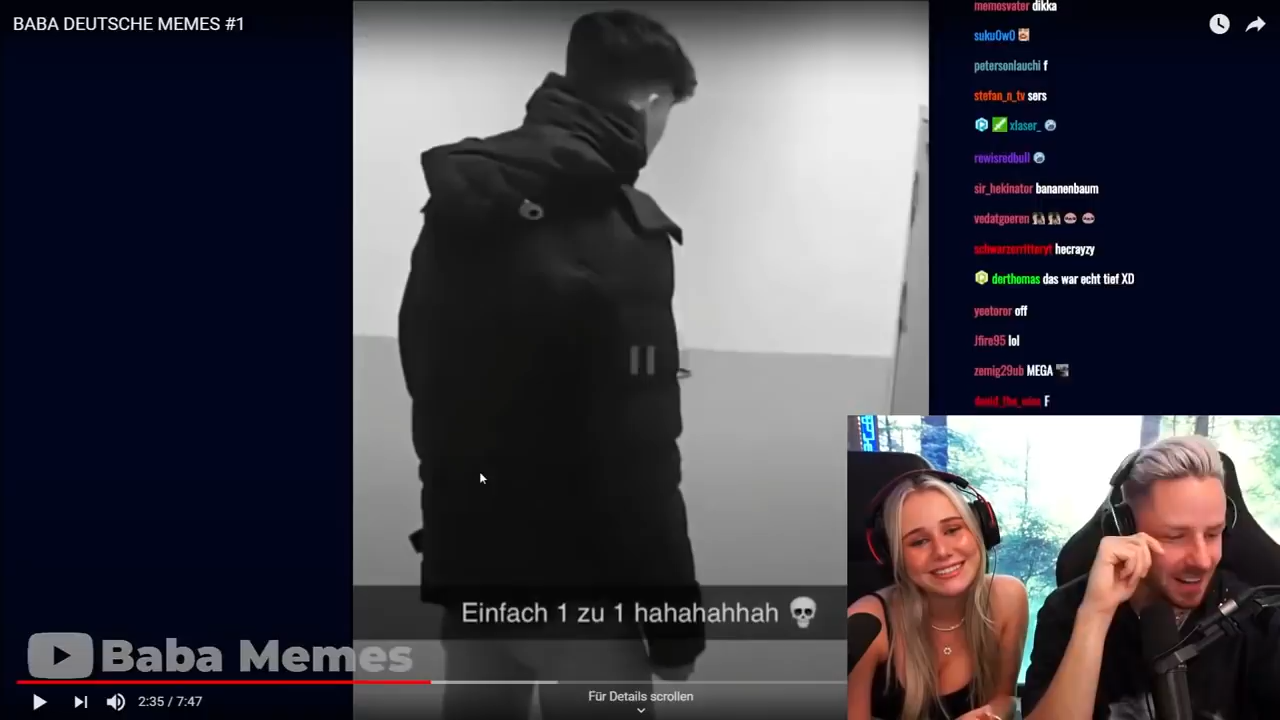 BABA DEUTSCHE MEMES #1
memesvater dikka
suku0w0
petersonlauchi f
stefan_n_tv sers
xlaser_
rewisredbull
sir_hekinator bananenbaum
vedatgoeren
schwarzerritteryt hecrayzy
derthomas das war echt tief XD
yeetoror off
Jfire95 lol
zemig29ub MEGA
F
Einfach 1 zu 1 hahahahhah 💀
Baba Memes
2:35 / 7:47
Für Details scrollen